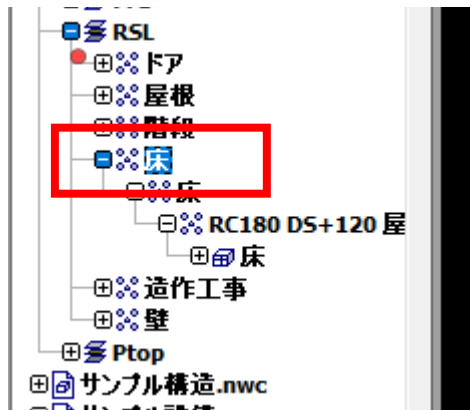 RSL
ドア
屋根
階段
床
床
RC180 DS+120 屋
床
造作工事
壁
Ptop
サンプル構造.nwc